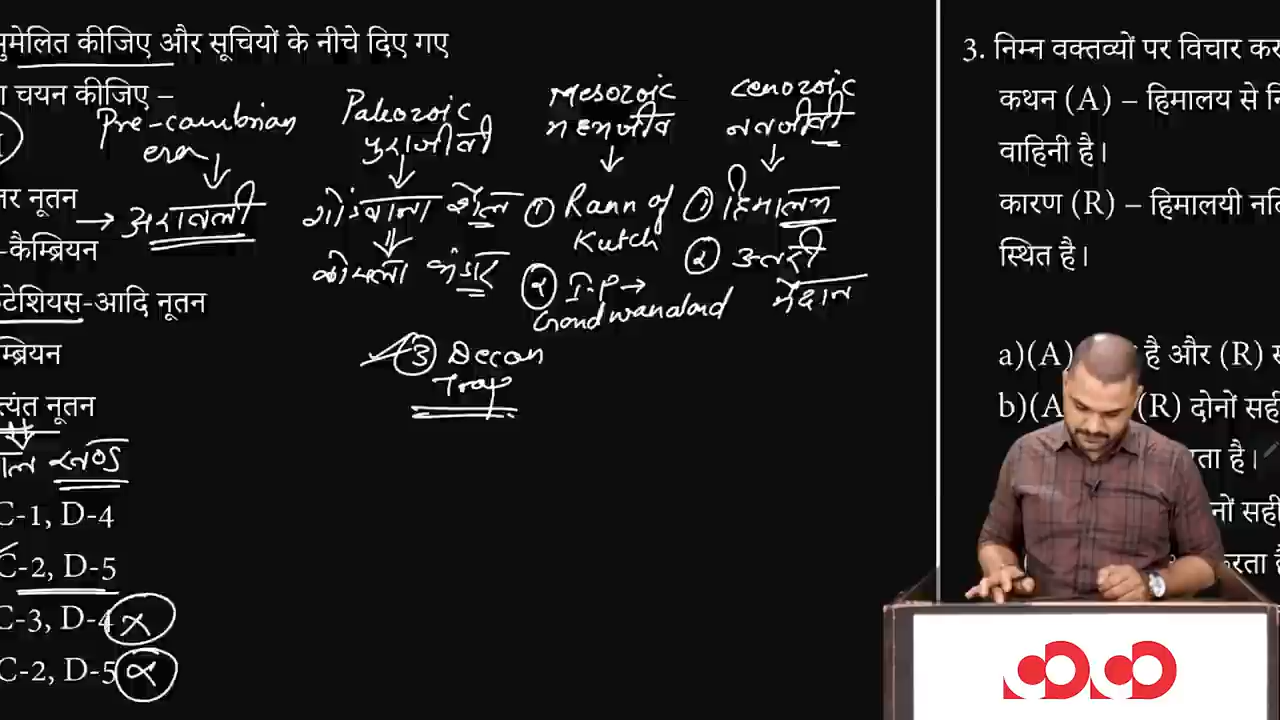 सुमेलित कीजिए और सूचियों के नीचे दिए गए
चयन कीजिए –
Pre-cambrian
era
→ अरावली
Paleozoic
पुराजीवी
गोंडवाना शैल
कोयला भंडार
Mesozoic
मध्यजीव
① Rann of
Kutch
② I.P →
Gondwanaland
③ Deccan
Trap
Cenozoic
नवजीवी
① हिमालय
② उत्तरी
मैदान
तर नूतन
-कैम्ब्रियन
टेशियस-आदि नूतन
म्ब्रियन
त्यंत नूतन
C-1, D-4
C-2, D-5
C-3, D-4
C-2, D-5
3. निम्न वक्तव्यों पर विचार कर
कथन (A) – हिमालय से नि
वाहिनी है।
कारण (R) – हिमालयी नदि
स्थित है।
a)(A) है और (R) स
b)(A (R) दोनों सही
रता है।
नों सही
करता है